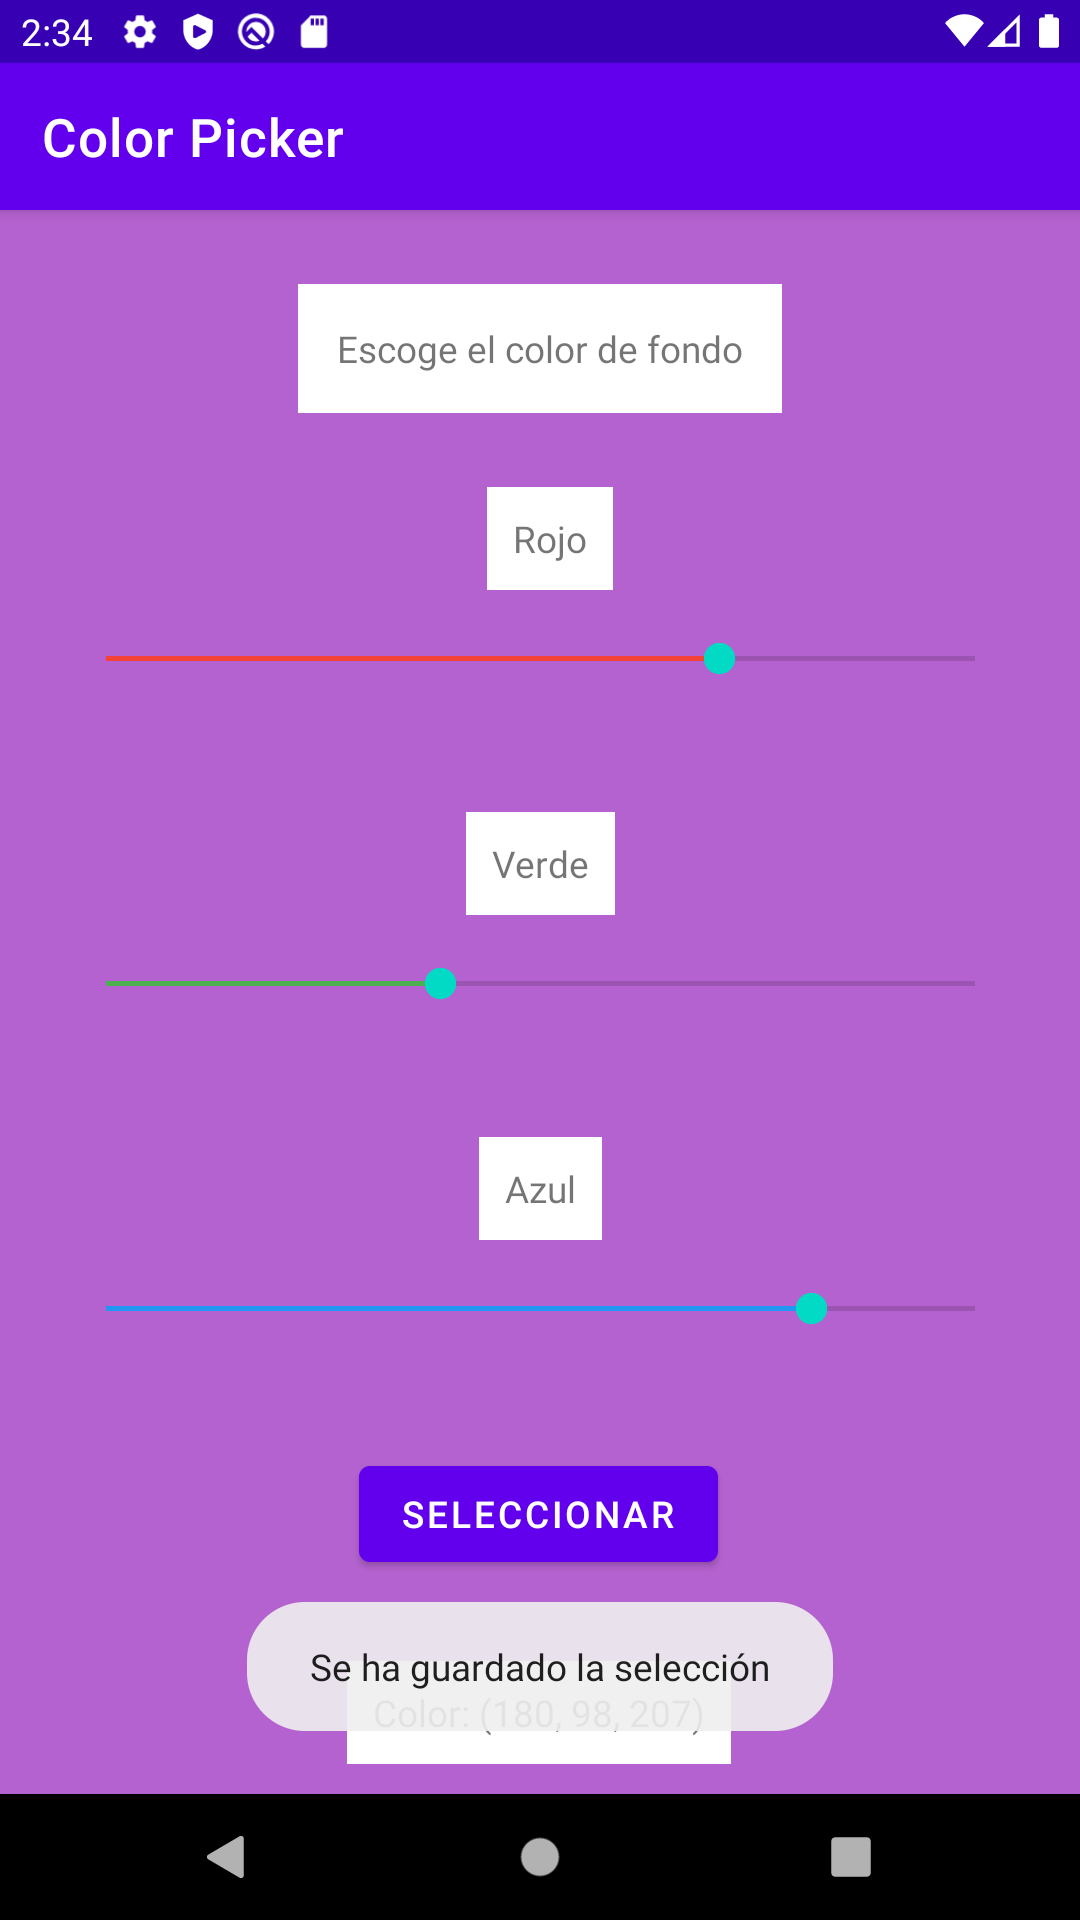 2:34
Color Picker
Escoge el color de fondo
Rojo
Verde
Azul
SELECCIONAR
Se ha guardado la selección
Color: (180, 98, 207)